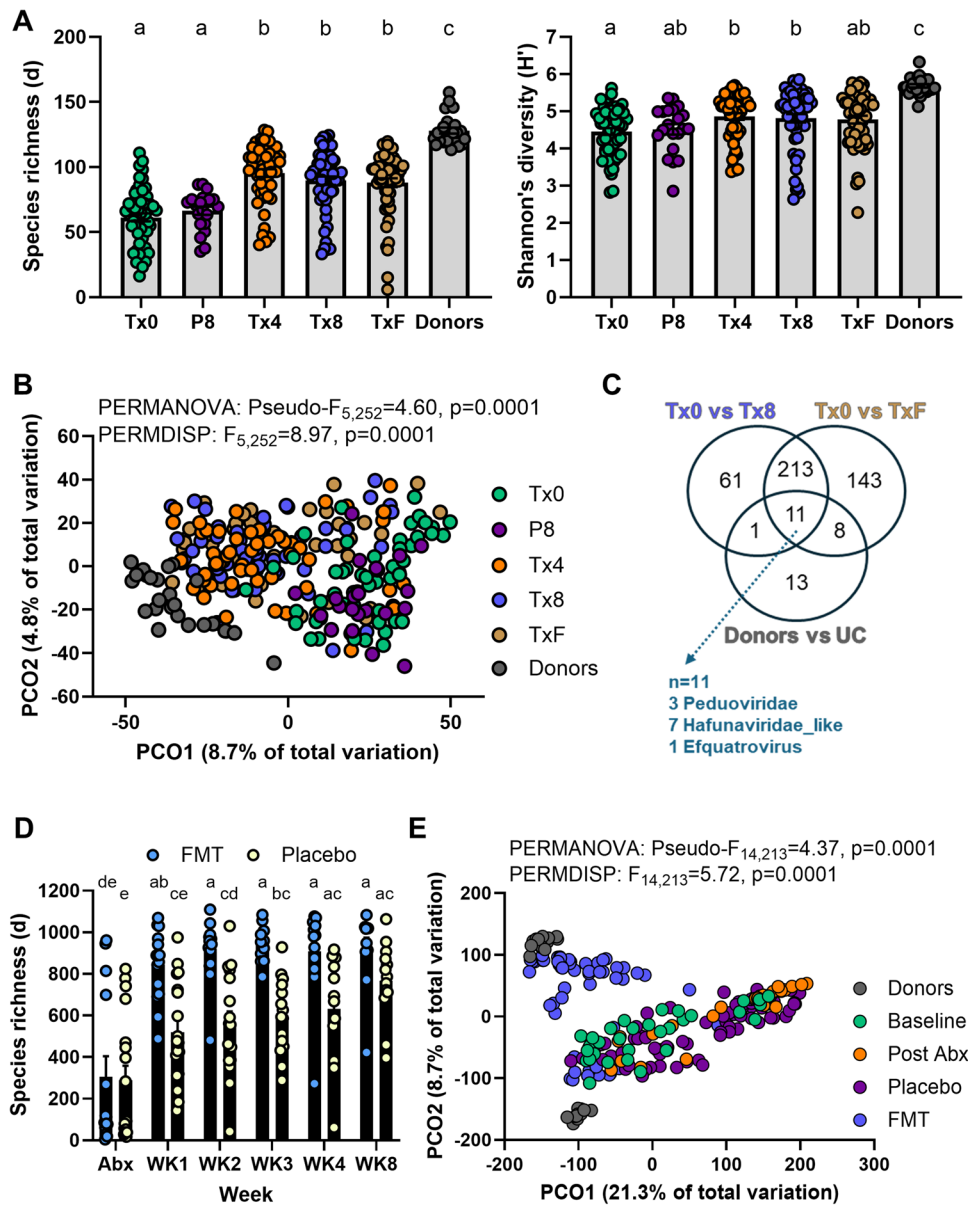 A
Species richness (d)
200
150
100
50
0
a a b b b c
Tx0 P8 Tx4 Tx8 TxF Donors
Shannon's diversity (H')
7
6
5
4
3
2
1
0
a ab b b ab c
Tx0 P8 Tx4 Tx8 TxF Donors
B
PERMANOVA: Pseudo-F5,252=4.60, p=0.0001
PERMDISP: F5,252=8.97, p=0.0001
PCO2 (4.8% of total variation)
60
40
20
0
-20
-40
-60
-50 0 50
PCO1 (8.7% of total variation)
Tx0
P8
Tx4
Tx8
TxF
Donors
C
Tx0 vs Tx8 Tx0 vs TxF
61 213 143
11
1 8
13
Donors vs UC
n=11
3 Peduoviridae
7 Hafunaviridae_like
1 Efquatrovirus
D
FMT Placebo
Species richness (d)
1200
1000
800
600
400
200
0
de e ab ce a cd a bc a ac a ac
Abx WK1 WK2 WK3 WK4 WK8
Week
E
PERMANOVA: Pseudo-F14,213=4.37, p=0.0001
PERMDISP: F14,213=5.72, p=0.0001
PCO2 (8.7% of total variation)
200
100
0
-100
-200
-200 -100 0 100 200 300
PCO1 (21.3% of total variation)
Donors
Baseline
Post Abx
Placebo
FMT